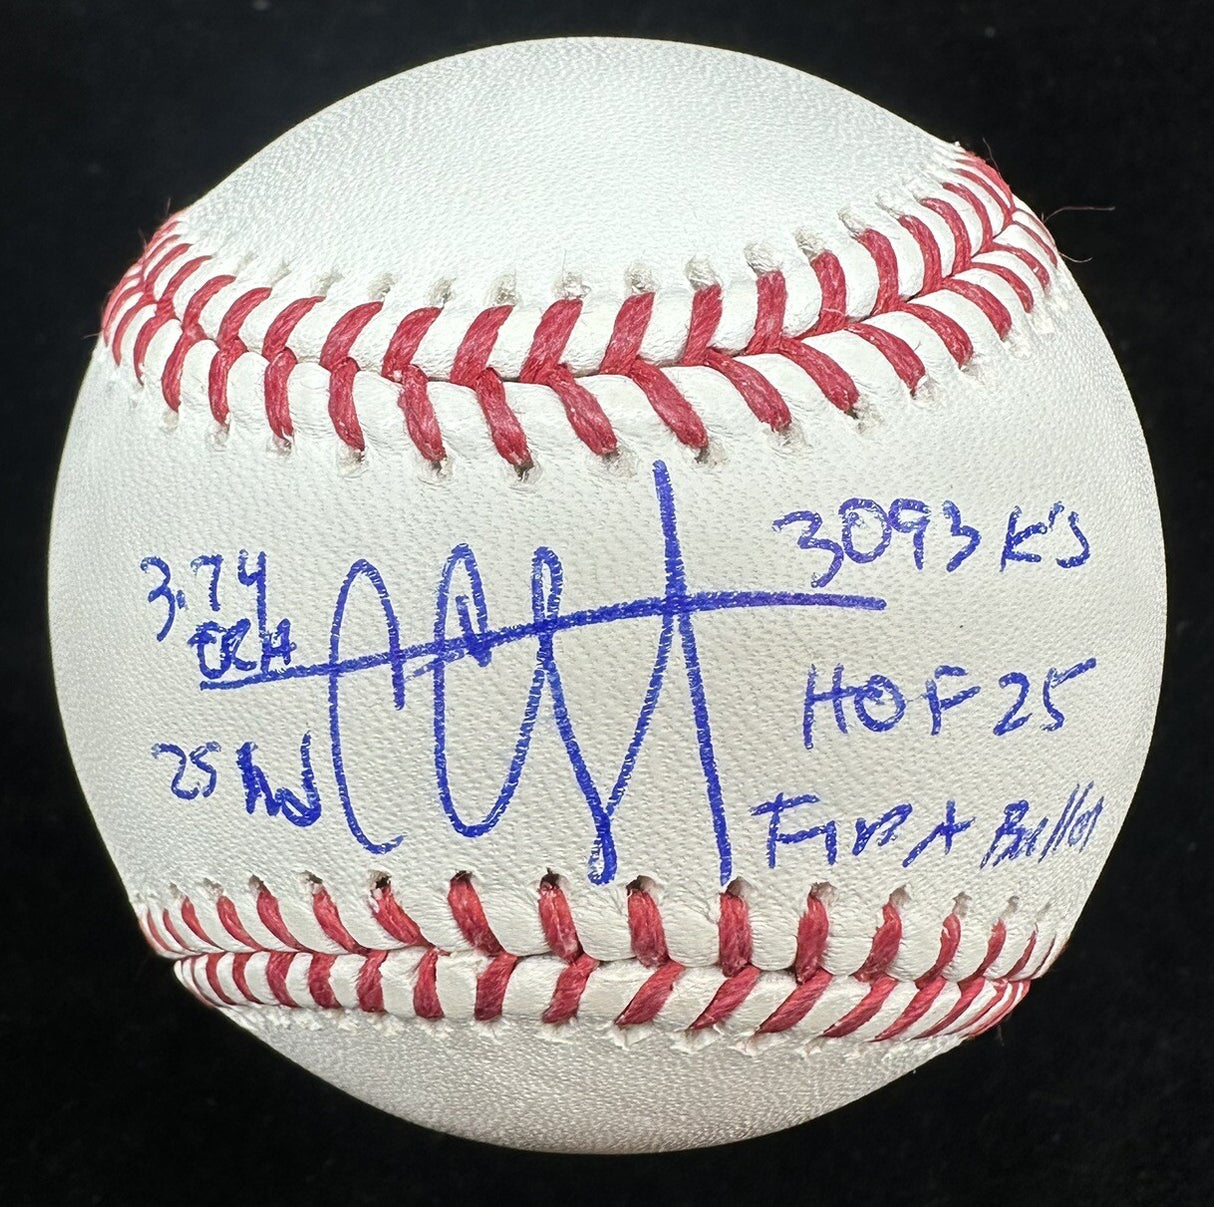 3.74
ERA
25 
3093 K's
HOF 25
First Ballot